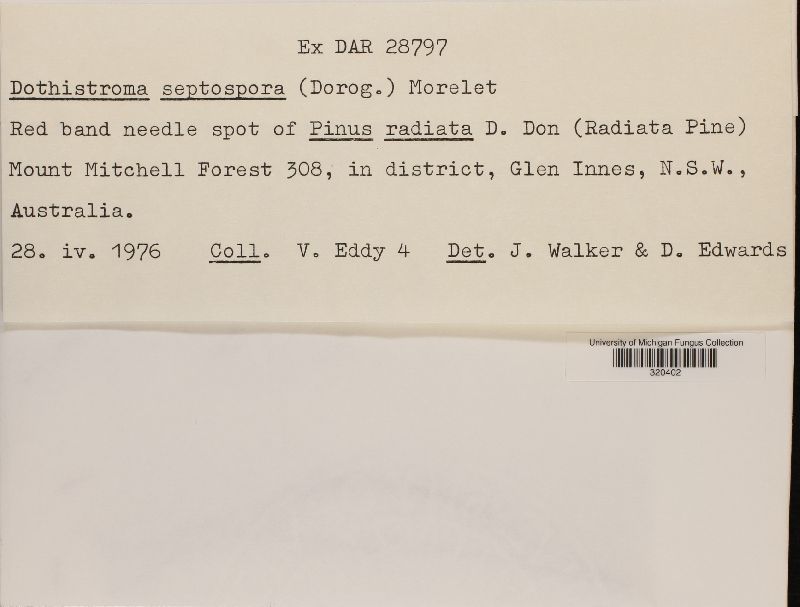 Ex DAR 28797
Dothistroma septospora (Dorog.) Morelet
Red band needle spot of Pinus radiata D. Don (Radiata Pine)
Mount Mitchell Forest 308, in district, Glen Innes, N.S.W.,
Australia.
28. iv. 1976 Coll. V. Eddy 4 Det. J. Walker & D. Edwards
University of Michigan Fungus Collection
320402